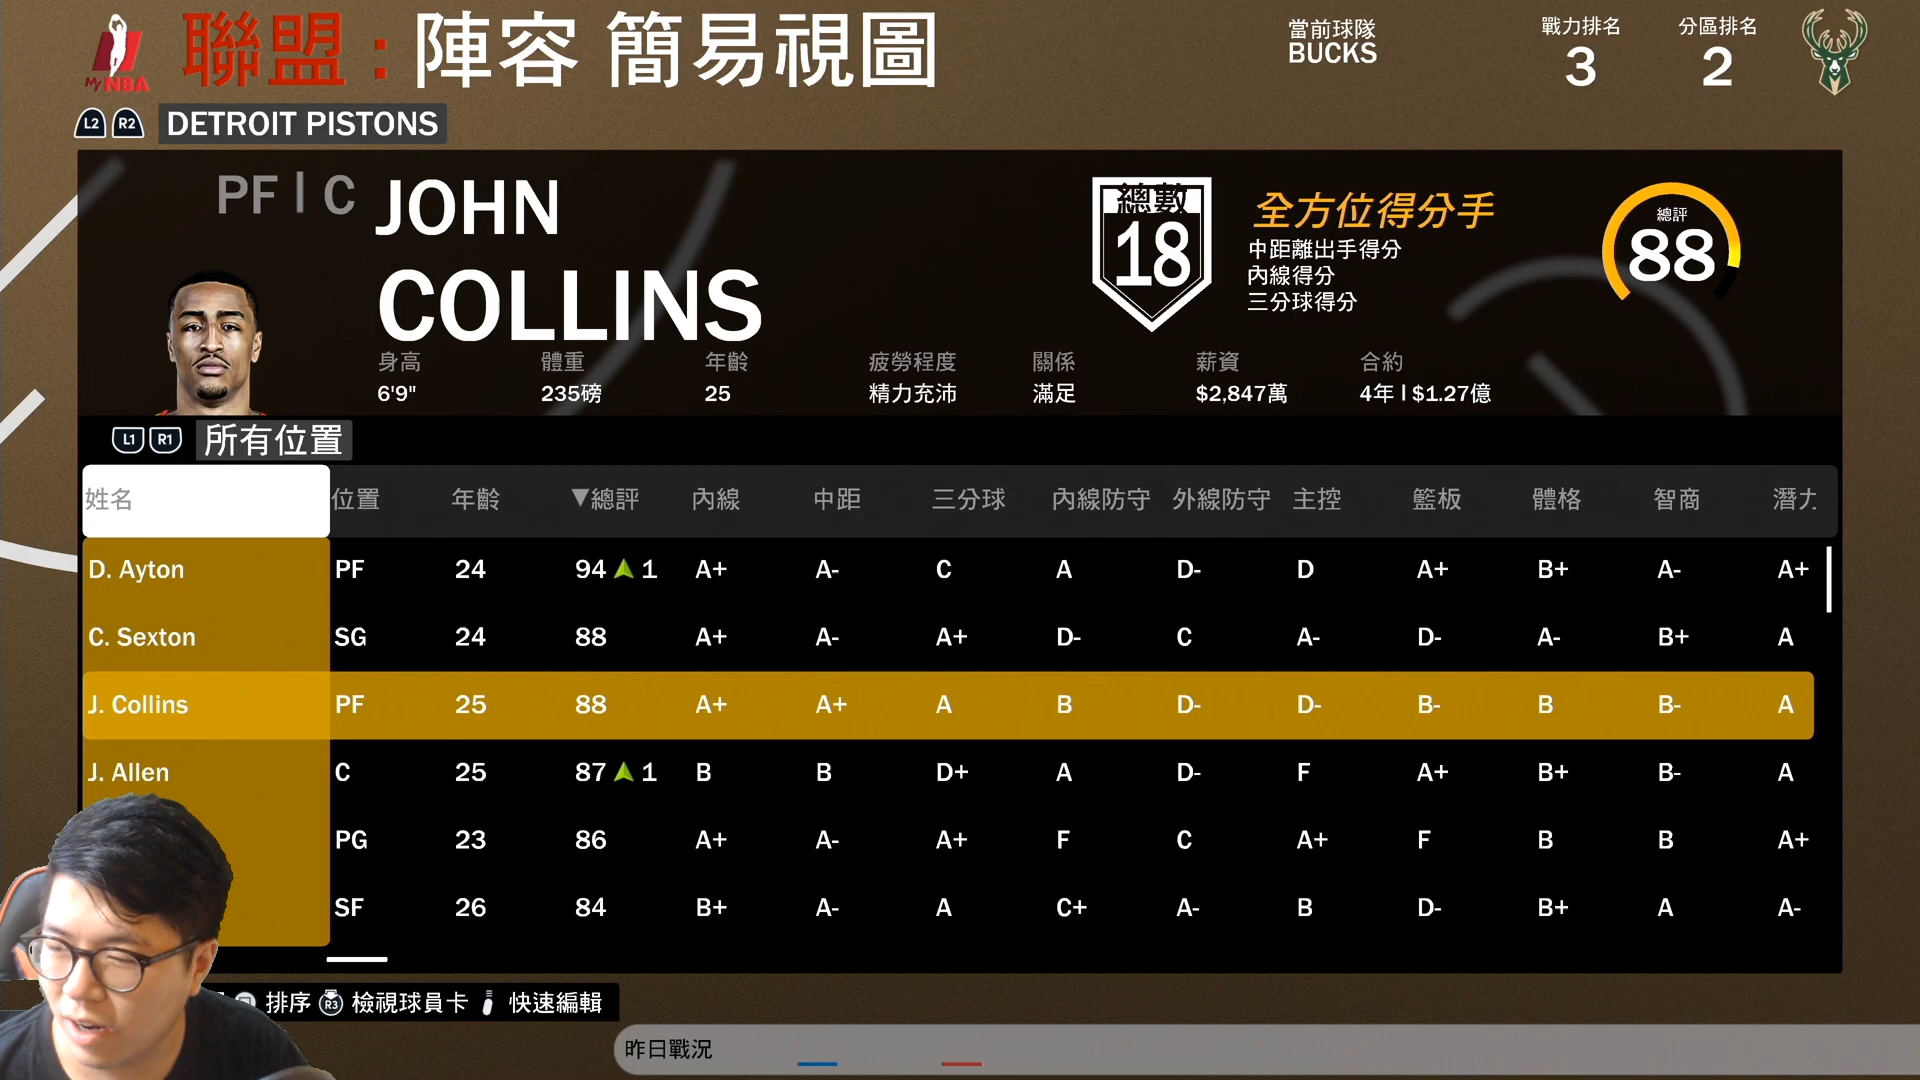 My NBA
聯盟 : 陣容 簡易視圖
當前球隊
BUCKS
戰力排名
3
分區排名
2
L2 R2 DETROIT PISTONS
PF | C JOHN
COLLINS
總數
18
全方位得分手
中距離出手得分
內線得分
三分球得分
總評
88
身高 體重 年齡 疲勞程度 關係 薪資 合約
6'9" 235磅 25 精力充沛 滿足 $2,847萬 4年 | $1.27億
L1 R1 所有位置
姓名 位置 年齡 ▼總評 內線 中距 三分球 內線防守 外線防守 主控 籃板 體格 智商 潛力
D. Ayton PF 24 94 ▲ 1 A+ A- C A D- D A+ B+ A- A+
C. Sexton SG 24 88 A+ A- A+ D- C A- D- A- B+ A
J. Collins PF 25 88 A+ A+ A B D- D- B- B B- A
J. Allen C 25 87 ▲ 1 B B D+ A D- F A+ B+ B- A
PG 23 86 A+ A- A+ F C A+ F B B A+
SF 26 84 B+ A- A C+ A- B D- B+ A A-
排序 R3 檢視球員卡 快速編輯
昨日戰況